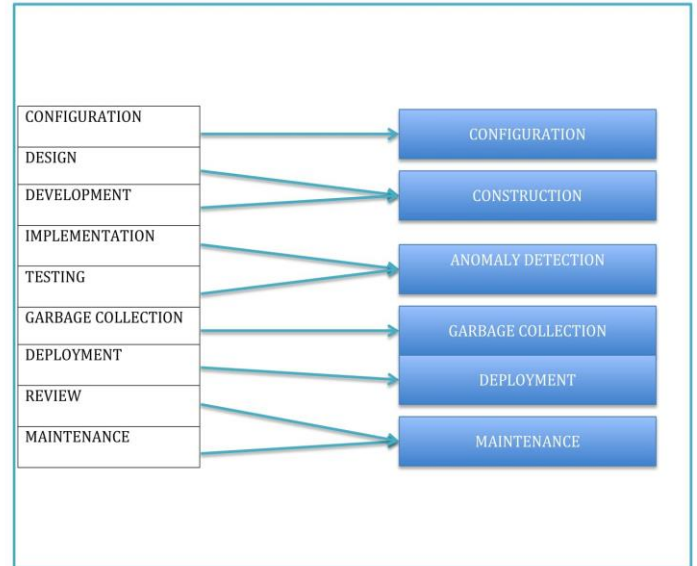 CONFIGURATION
DESIGN
DEVELOPMENT
IMPLEMENTATION
TESTING
GARBAGE COLLECTION
DEPLOYMENT
REVIEW
MAINTENANCE
CONFIGURATION
CONSTRUCTION
ANOMALY DETECTION
GARBAGE COLLECTION
DEPLOYMENT
MAINTENANCE